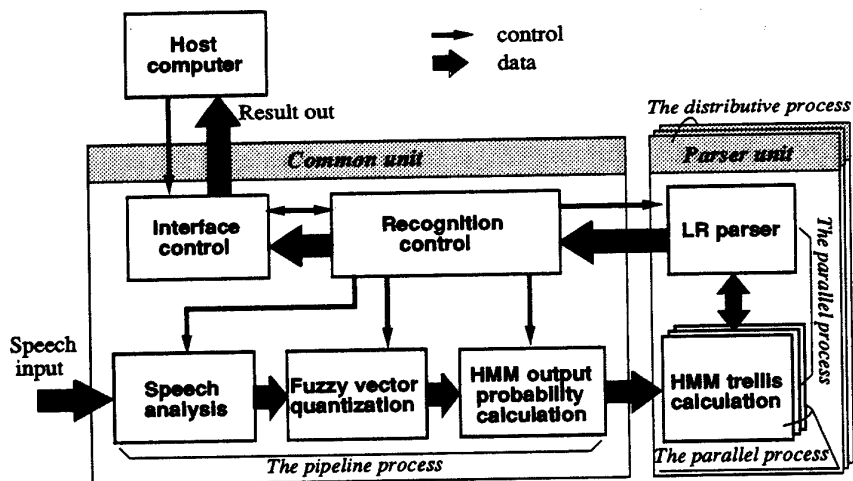 Host
computer
control
data
Result out
The distributive process
Common unit
Parser unit
Interface
control
Recognition
control
LR parser
The parallel process
Speech
input
Speech
analysis
Fuzzy vector
quantization
HMM output
probability
calculation
HMM trellis
calculation
The pipeline process
The parallel process